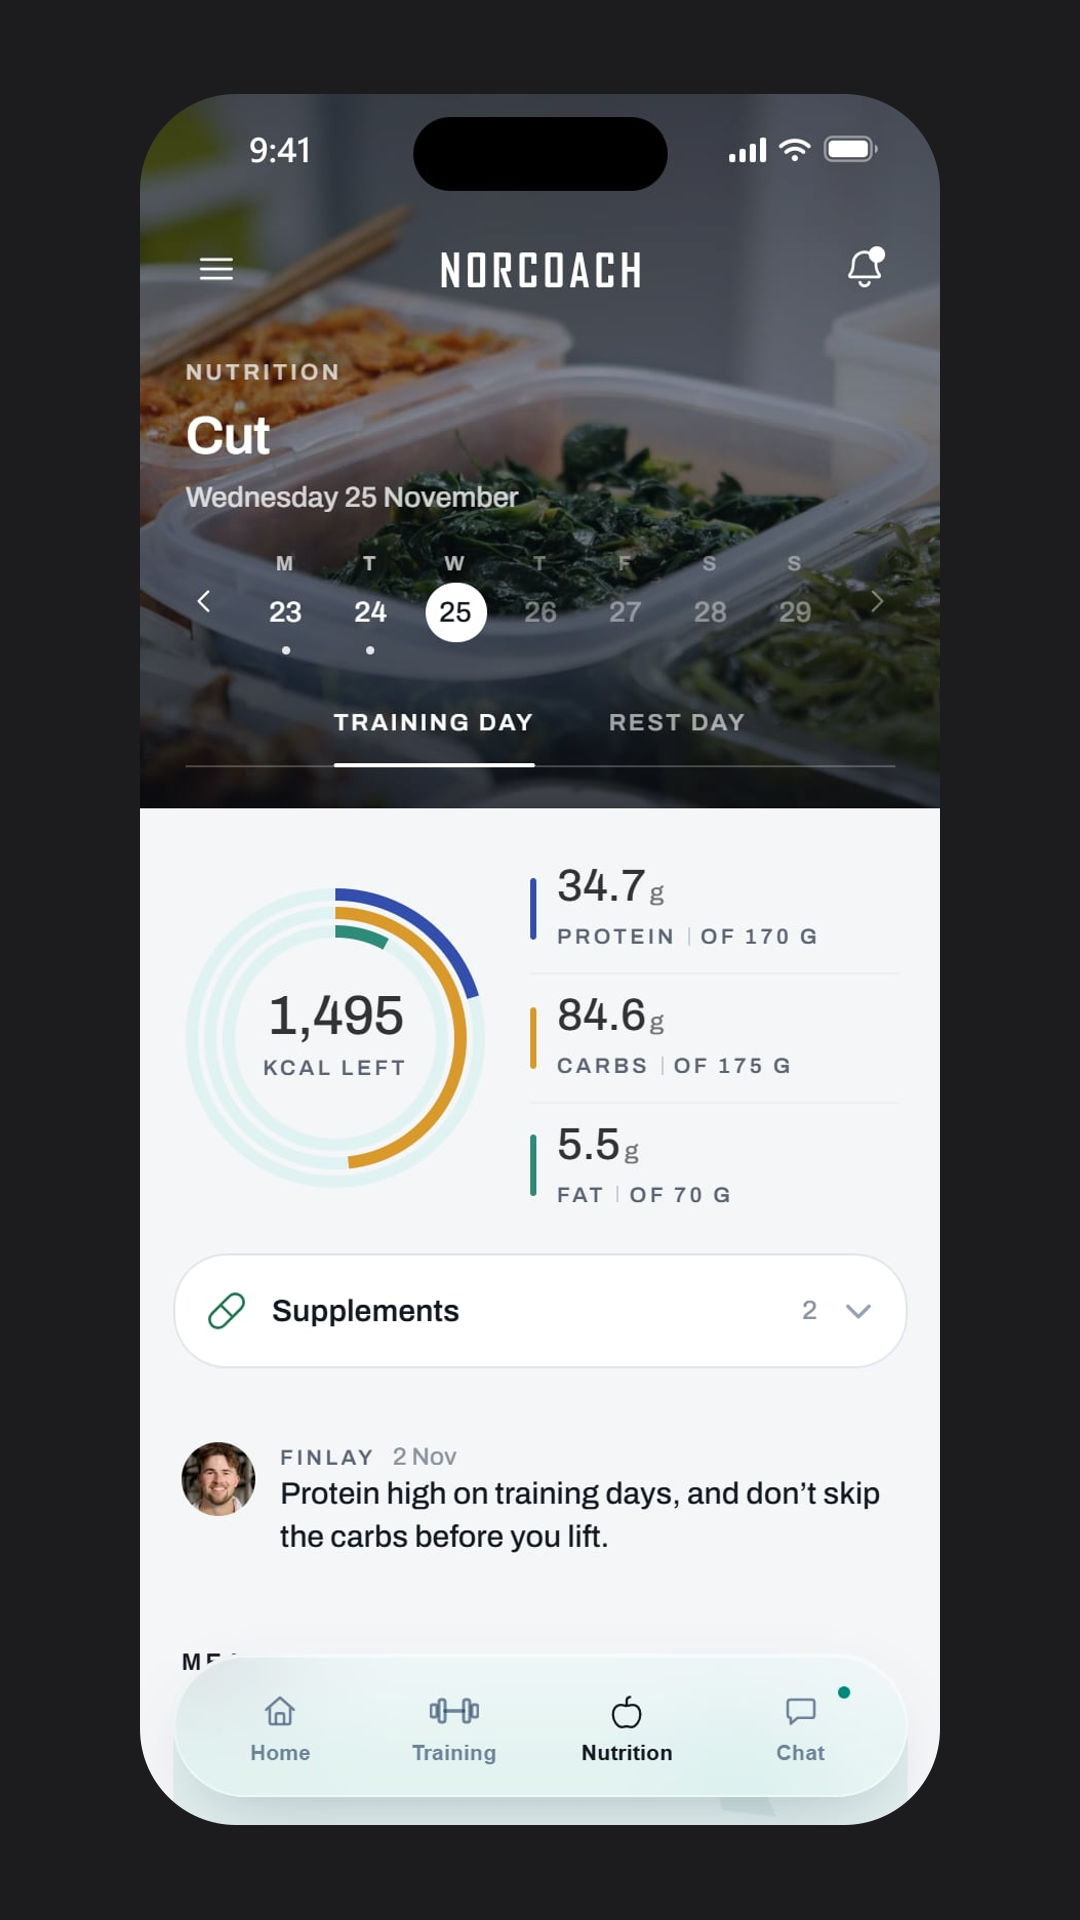 9:41
NORCOACH
NUTRITION
Cut
Wednesday 25 November
M T W T F S S
23 24 25 26 27 28 29
TRAINING DAY REST DAY
1,495
KCAL LEFT
34.7 g
PROTEIN | OF 170 G
84.6 g
CARBS | OF 175 G
5.5 g
FAT | OF 70 G
Supplements 2
FINLAY 2 Nov
Protein high on training days, and don’t skip
the carbs before you lift.
Home Training Nutrition Chat